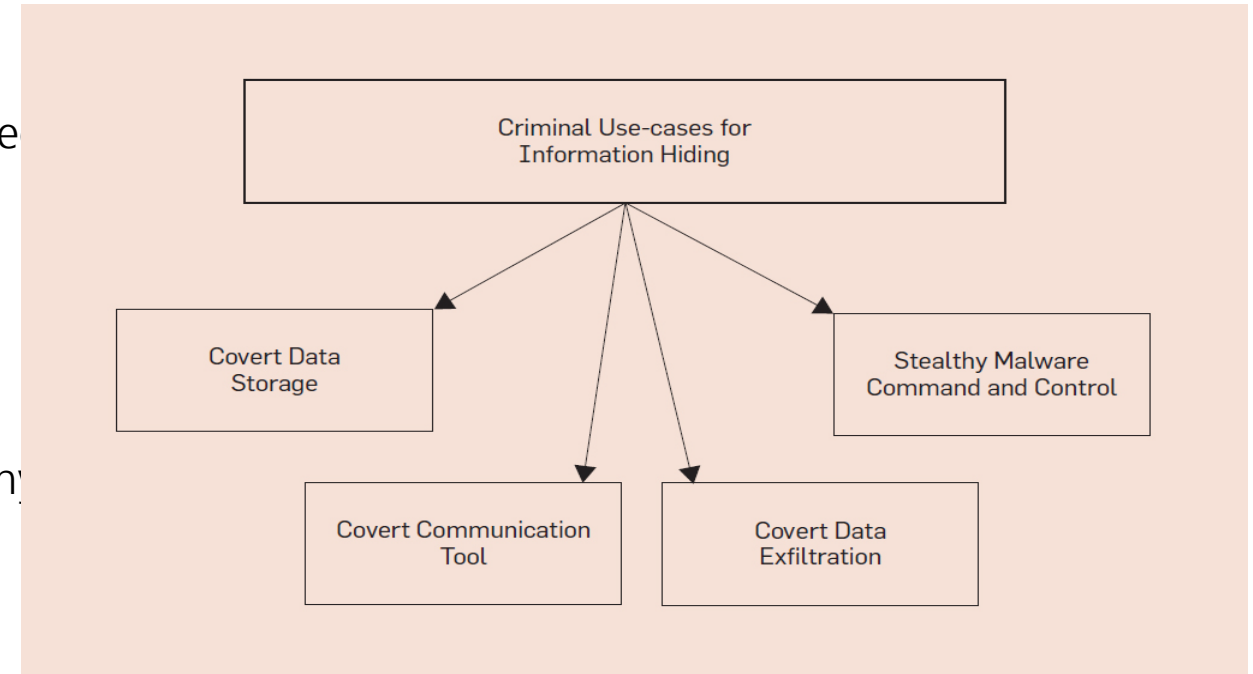 Criminal Use-cases for
Information Hiding
Covert Data
Storage
Stealthy Malware
Command and Control
Covert Communication
Tool
Covert Data
Exfiltration